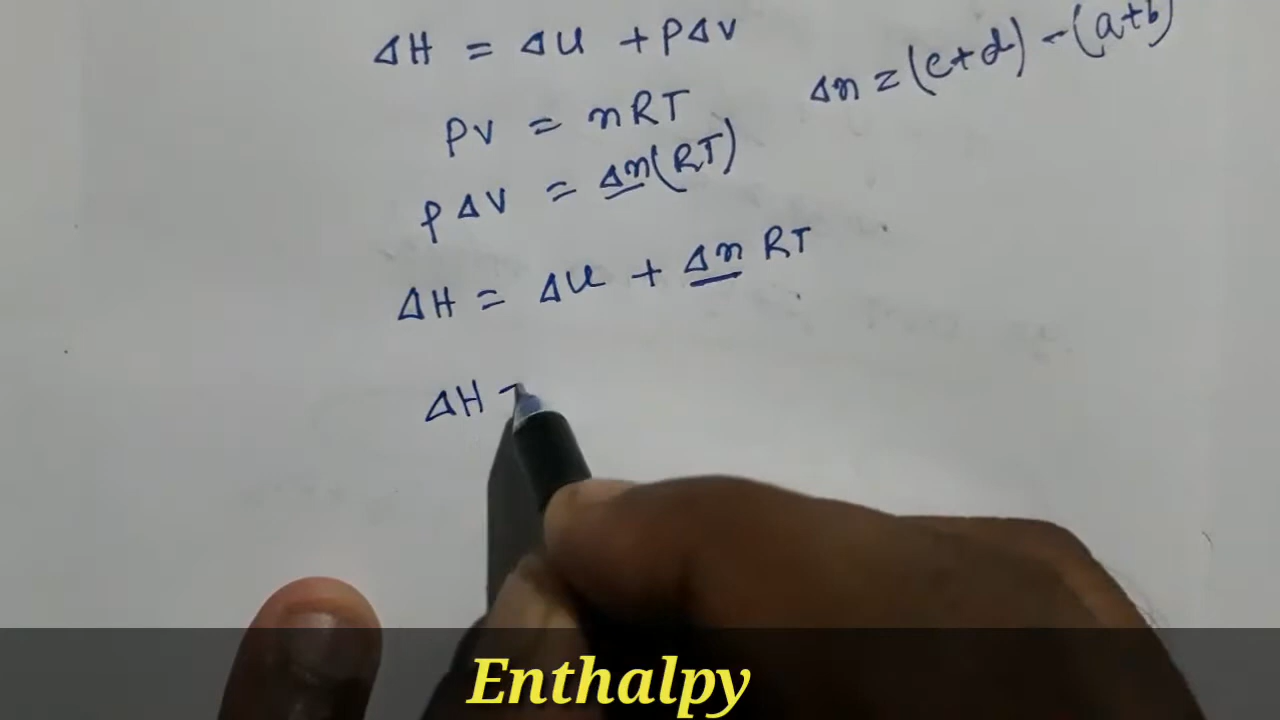 ΔH = ΔU + PΔV
Δn = (c+d) - (a+b)
PV = nRT
PΔV = Δn(RT)
ΔH = ΔU + Δn RT
ΔH =
Enthalpy